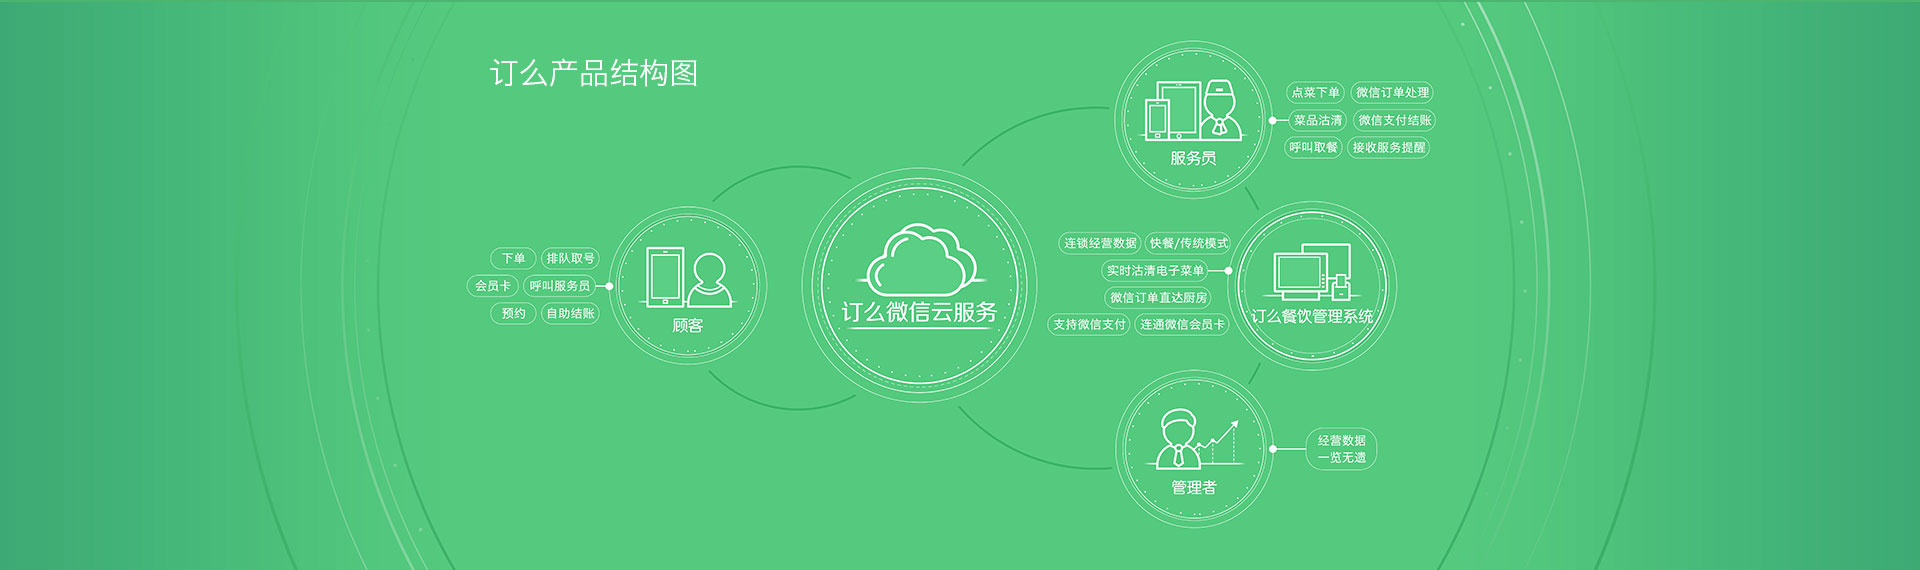 订么产品结构图
点菜下单 微信订单处理
菜品沽清 微信支付结账
呼叫取餐 接收服务提醒
服务员
连锁经营数据 快餐/传统模式
实时沽清电子菜单
微信订单直达厨房
支持微信支付 连通微信会员卡
订么餐饮管理系统
下单 排队取号
会员卡 呼叫服务员
预约 自助结账
顾客
订么微信云服务
经营数据
一览无遗
管理者